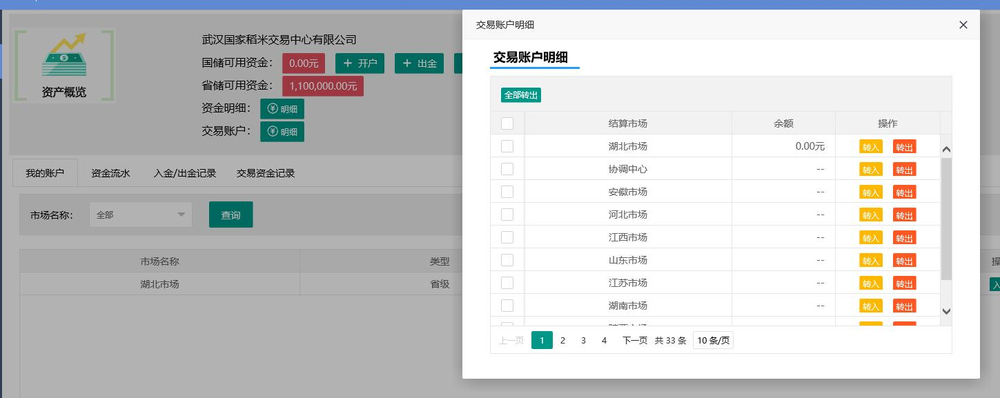 武汉国家稻米交易中心有限公司
国储可用资金： 0.00元 + 开户 + 出金
省储可用资金： 1,100,000.00元
资金明细： 明细
交易账户： 明细
资产概览
我的账户 资金流水 入金/出金记录 交易资金记录
市场名称： 全部 查询
市场名称 类型
湖北市场 省级
交易账户明细
交易账户明细
全部转出
结算市场 余额 操作
湖北市场 0.00元 转入 转出
协调中心 -- 转入 转出
安徽市场 -- 转入 转出
河北市场 -- 转入 转出
江西市场 -- 转入 转出
山东市场 -- 转入 转出
江苏市场 -- 转入 转出
湖南市场 -- 转入 转出
上一页 1 2 3 4 下一页 共 33 条 10 条/页